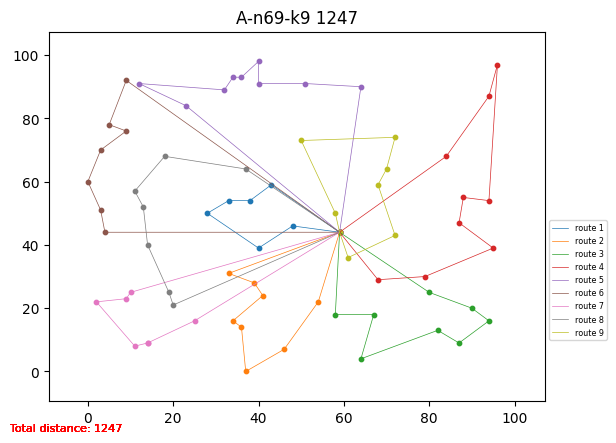 A-n69-k9 1247
100
80
60
40
20
0
0 20 40 60 80 100
route 1
route 2
route 3
route 4
route 5
route 6
route 7
route 8
route 9
Total distance: 1247